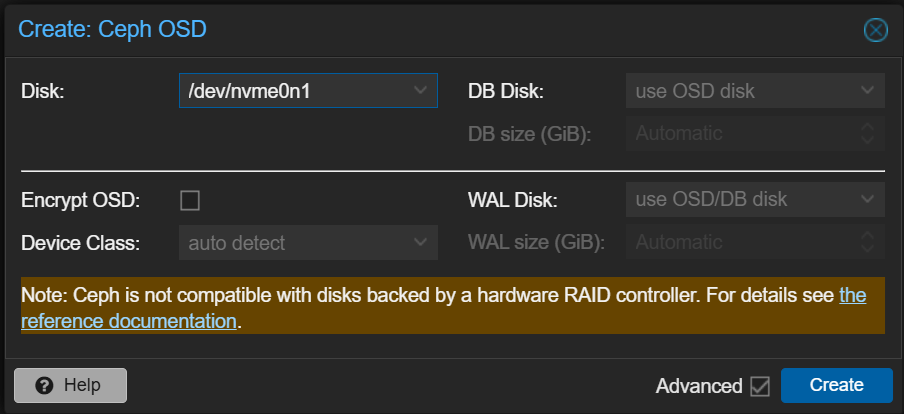 Create: Ceph OSD
Disk: /dev/nvme0n1 DB Disk: use OSD disk
DB size (GiB): Automatic
Encrypt OSD: WAL Disk: use OSD/DB disk
Device Class: auto detect WAL size (GiB): Automatic
Note: Ceph is not compatible with disks backed by a hardware RAID controller. For details see the
reference documentation.
? Help Advanced Create